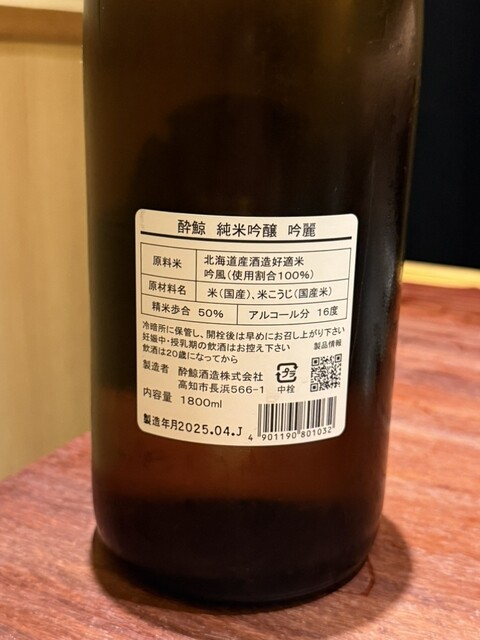 酔鯨 純米吟醸 吟麗
原料米 北海道産酒造好適米
吟風(使用割合100%)
原材料名 米(国産)、米こうじ(国産米)
精米歩合 50% アルコール分 16度
冷暗所に保管し、開栓後は早めにお召し上がり下さい
妊娠中・授乳期の飲酒はお控え下さい 製品情報
飲酒は20歳になってから
製造者 酔鯨酒造株式会社
高知市長浜566-1
プラ
中栓
内容量 1800ml
製造年月2025.04.J
4 901190 801032